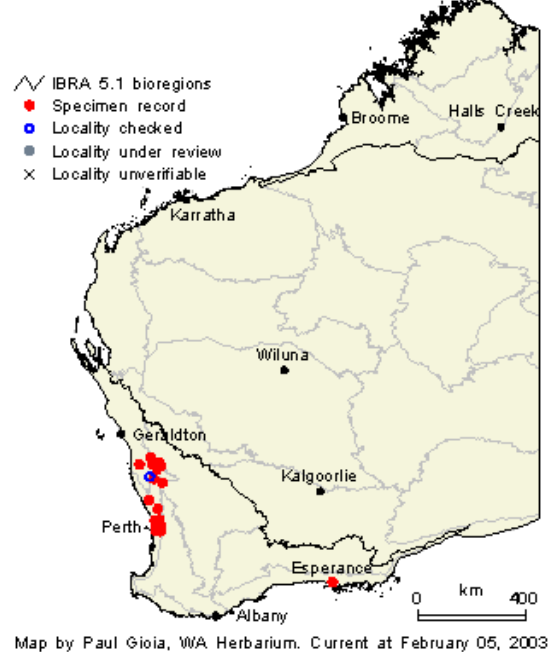 IBRA 5.1 bioregions
Specimen record
Locality checked
Locality under review
Locality unverifiable
Broome
Halls Creek
Karratha
Wiluna
Geraldton
Kalgoorlie
Perth
Esperance
Albany
km
0 400
Map by Paul Gioia, WA Herbarium. Current at February 05, 2003